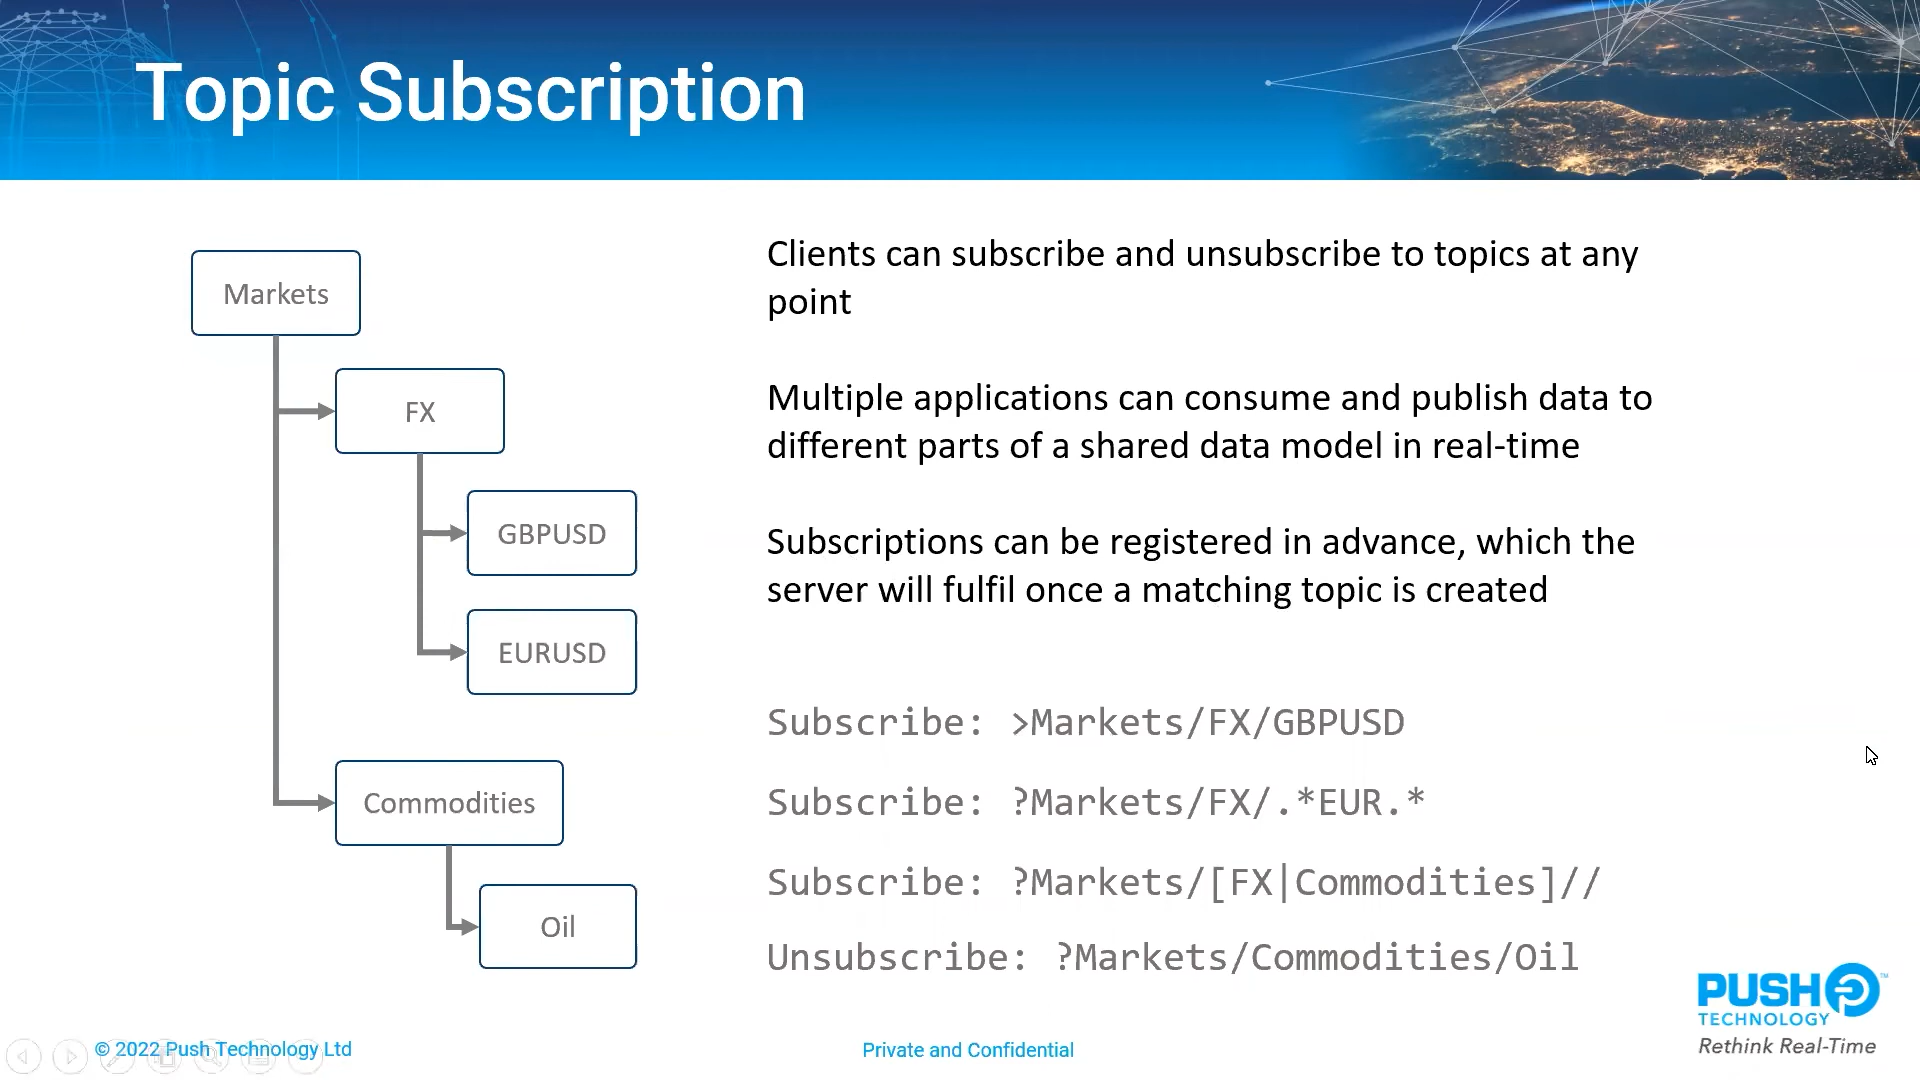 Topic Subscription
Markets
FX
GBPUSD
EURUSD
Commodities
Oil
Clients can subscribe and unsubscribe to topics at any
point
Multiple applications can consume and publish data to
different parts of a shared data model in real-time
Subscriptions can be registered in advance, which the
server will fulfil once a matching topic is created
Subscribe: >Markets/FX/GBPUSD
Subscribe: ?Markets/FX/.*EUR.*
Subscribe: ?Markets/[FX|Commodities]//
Unsubscribe: ?Markets/Commodities/Oil
PUSH ™
TECHNOLOGY
Rethink Real-Time
© 2022 Push Technology Ltd
Private and Confidential